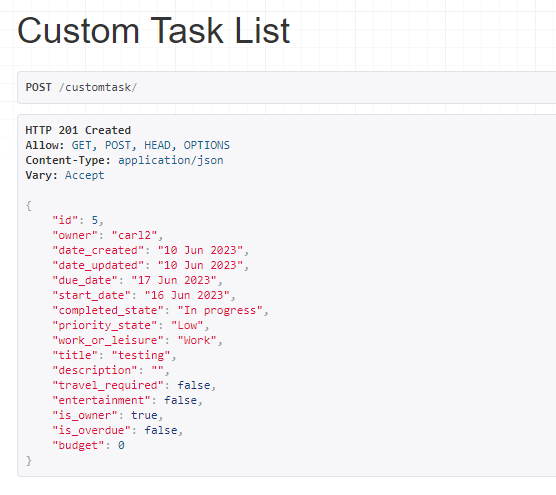 Custom Task List
POST /customtask/
HTTP 201 Created
Allow: GET, POST, HEAD, OPTIONS
Content-Type: application/json
Vary: Accept
{
    "id": 5,
    "owner": "carl2",
    "date_created": "10 Jun 2023",
    "date_updated": "10 Jun 2023",
    "due_date": "17 Jun 2023",
    "start_date": "16 Jun 2023",
    "completed_state": "In progress",
    "priority_state": "Low",
    "work_or_leisure": "Work",
    "title": "testing",
    "description": "",
    "travel_required": false,
    "entertainment": false,
    "is_owner": true,
    "is_overdue": false,
    "budget": 0
}